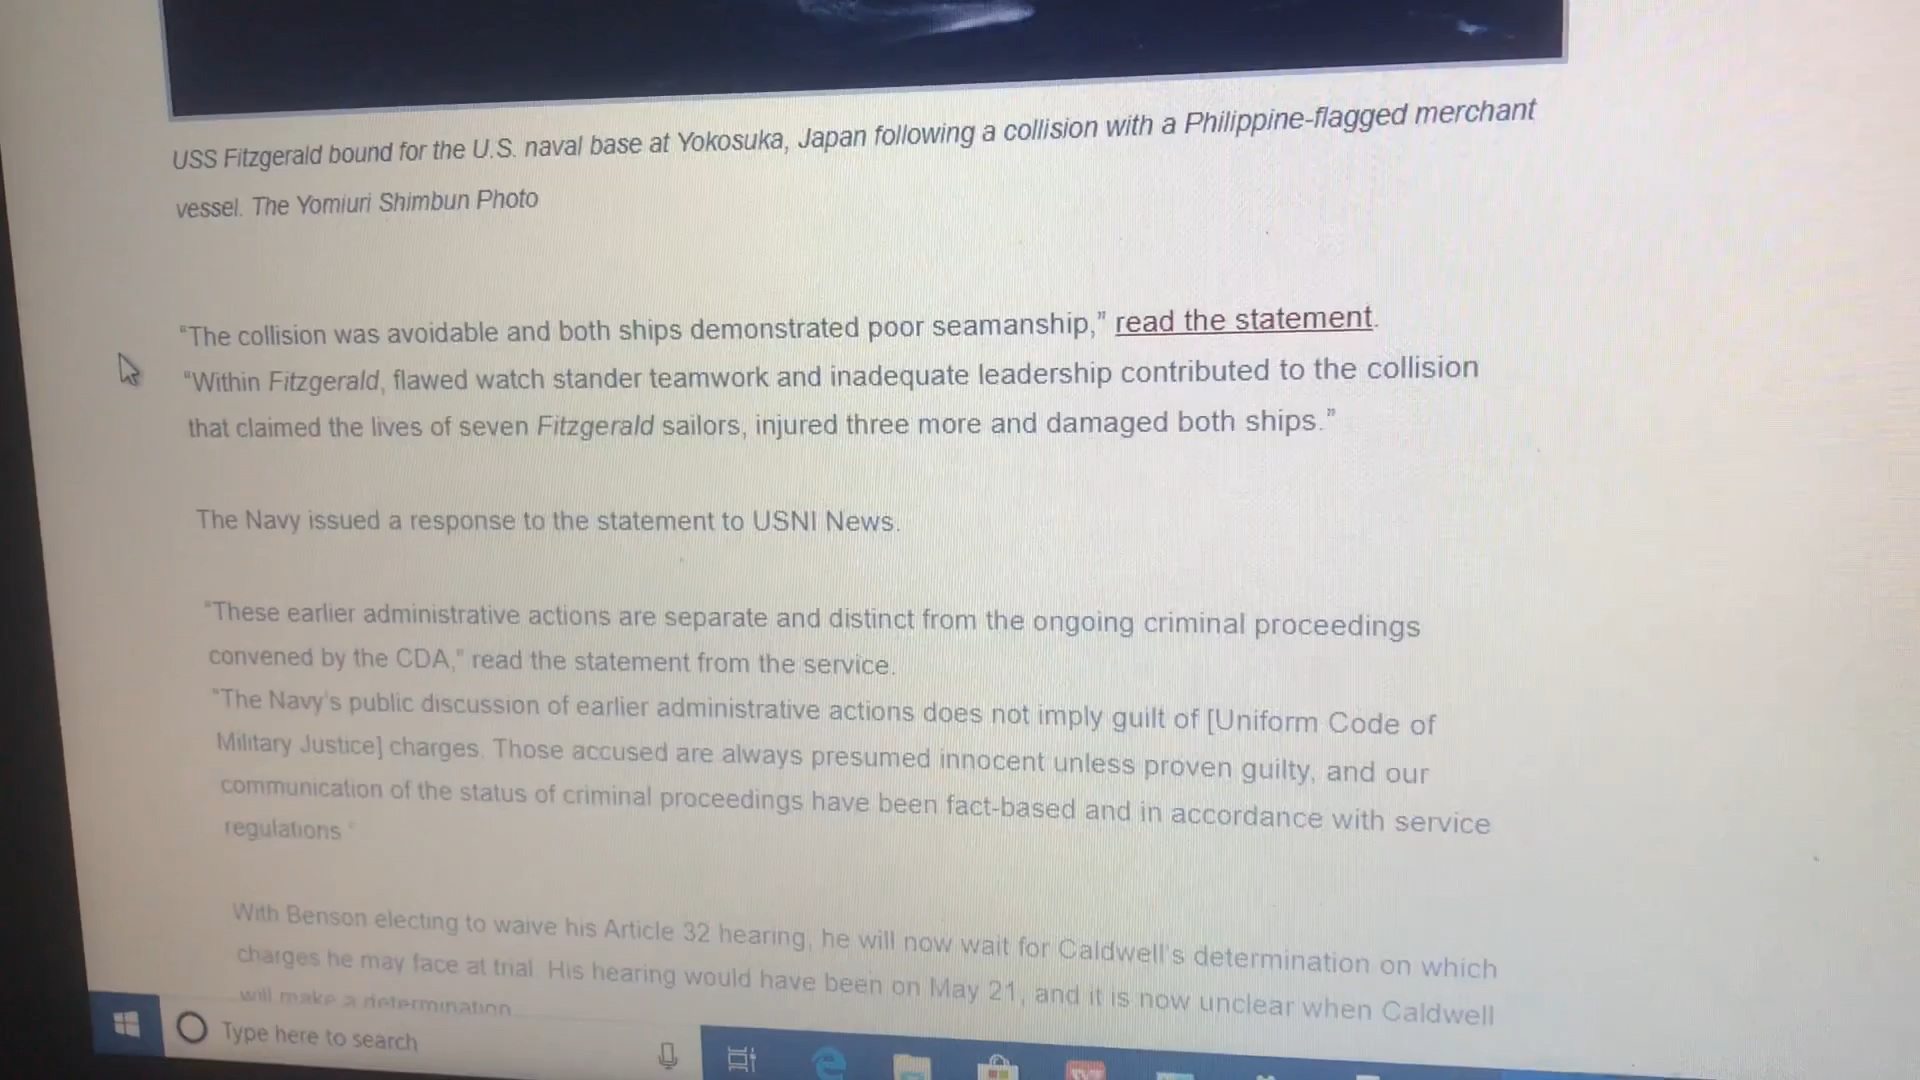 USS Fitzgerald bound for the U.S. naval base at Yokosuka, Japan following a collision with a Philippine-flagged merchant
vessel. The Yomiuri Shimbun Photo
“The collision was avoidable and both ships demonstrated poor seamanship,” read the statement.
“Within Fitzgerald, flawed watch stander teamwork and inadequate leadership contributed to the collision
that claimed the lives of seven Fitzgerald sailors, injured three more and damaged both ships.”
The Navy issued a response to the statement to USNI News.
“These earlier administrative actions are separate and distinct from the ongoing criminal proceedings
convened by the CDA,” read the statement from the service.
“The Navy's public discussion of earlier administrative actions does not imply guilt of [Uniform Code of
Military Justice] charges. Those accused are always presumed innocent unless proven guilty, and our
communication of the status of criminal proceedings have been fact-based and in accordance with service
regulations.”
With Benson electing to waive his Article 32 hearing, he will now wait for Caldwell's determination on which
charges he may face at trial. His hearing would have been on May 21, and it is now unclear when Caldwell
will make a determination.
Type here to search